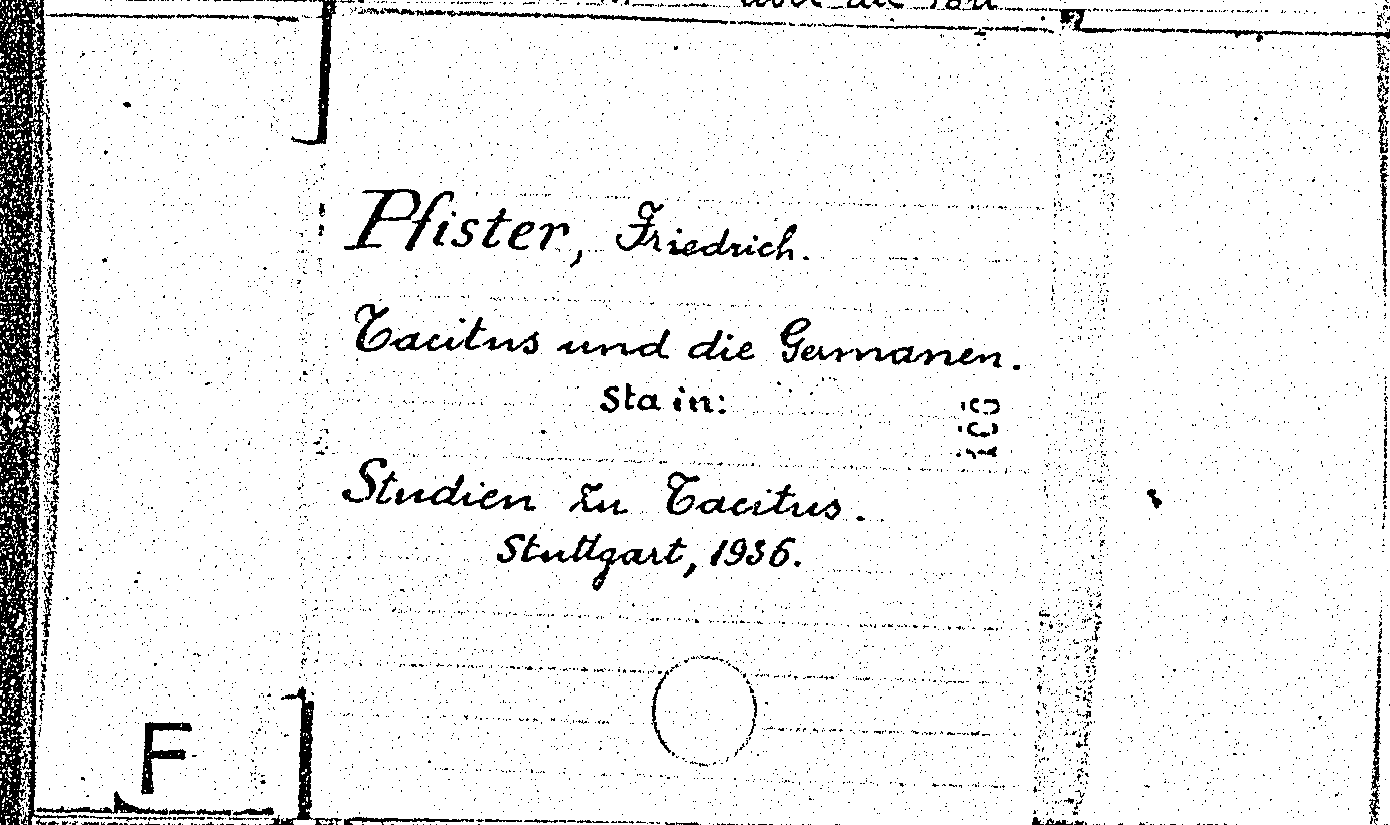 Pfister, Friedrich.
Tacitus und die Germanen.
Sta in:
Studien zu Tacitus.
Stuttgart, 1936.
F